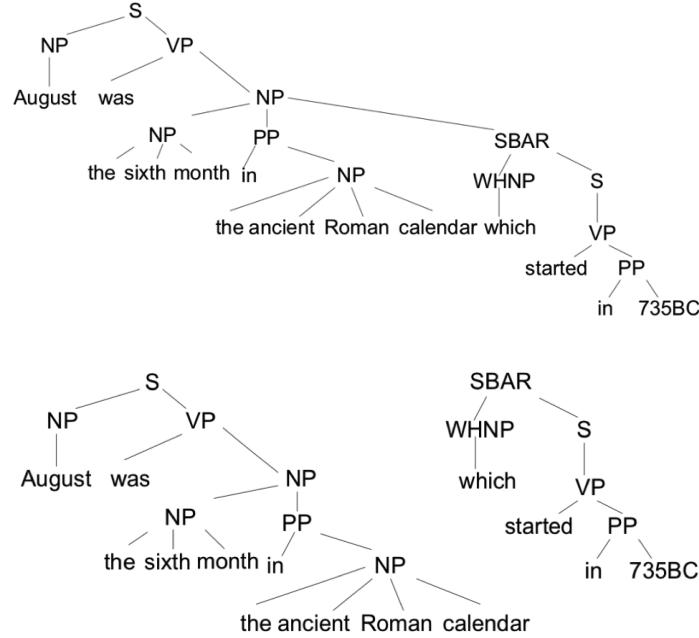 S
NP VP
August was NP
NP PP SBAR
the sixth month in NP WHNP S
the ancient Roman calendar which VP
started PP
in 735BC
S SBAR
NP VP WHNP S
August was NP which VP
NP PP started PP
the sixth month in NP in 735BC
the ancient Roman calendar